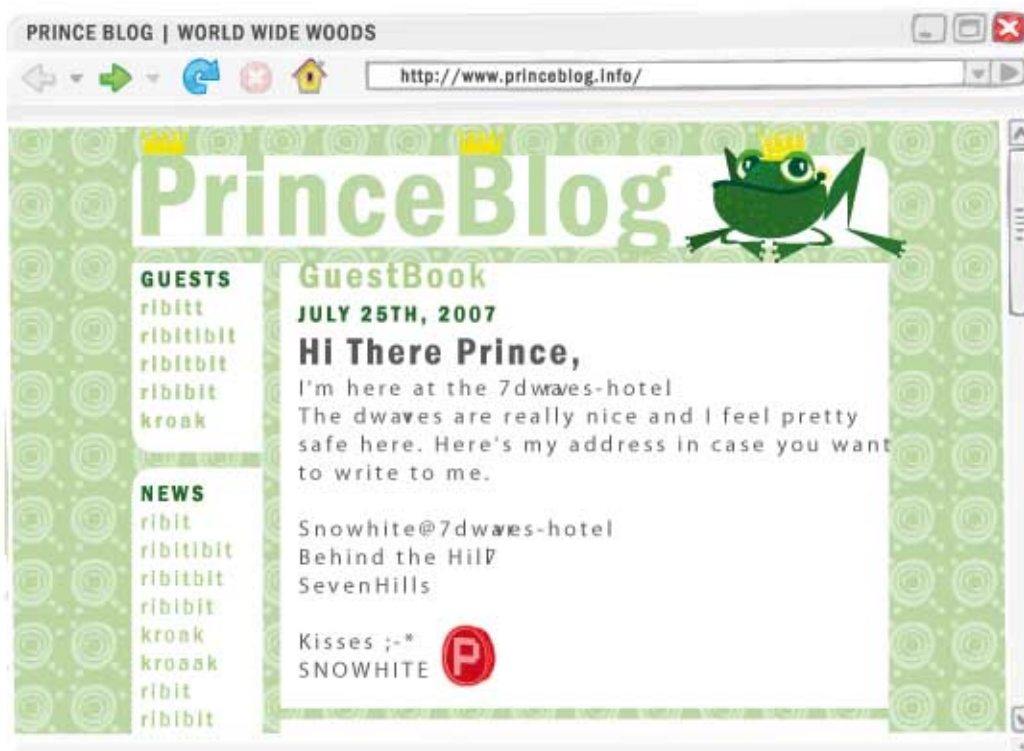 PRINCE BLOG | WORLD WIDE WOODS
http://www.princeblog.info/
PrinceBlog
GUESTS
ribitt
ribitibit
ribitbit
ribibit
kroak
NEWS
ribit
ribitibit
ribitbit
ribibit
kroak
kroaak
ribit
ribibit
GuestBook
JULY 25TH, 2007
Hi There Prince,
I'm here at the 7dwaves-hotel
The dwaves are really nice and I feel pretty
safe here. Here's my address in case you want
to write to me.
Snowhite@7dwaves-hotel
Behind the Hill7
SevenHills
Kisses ;-*
SNOWHITE
P